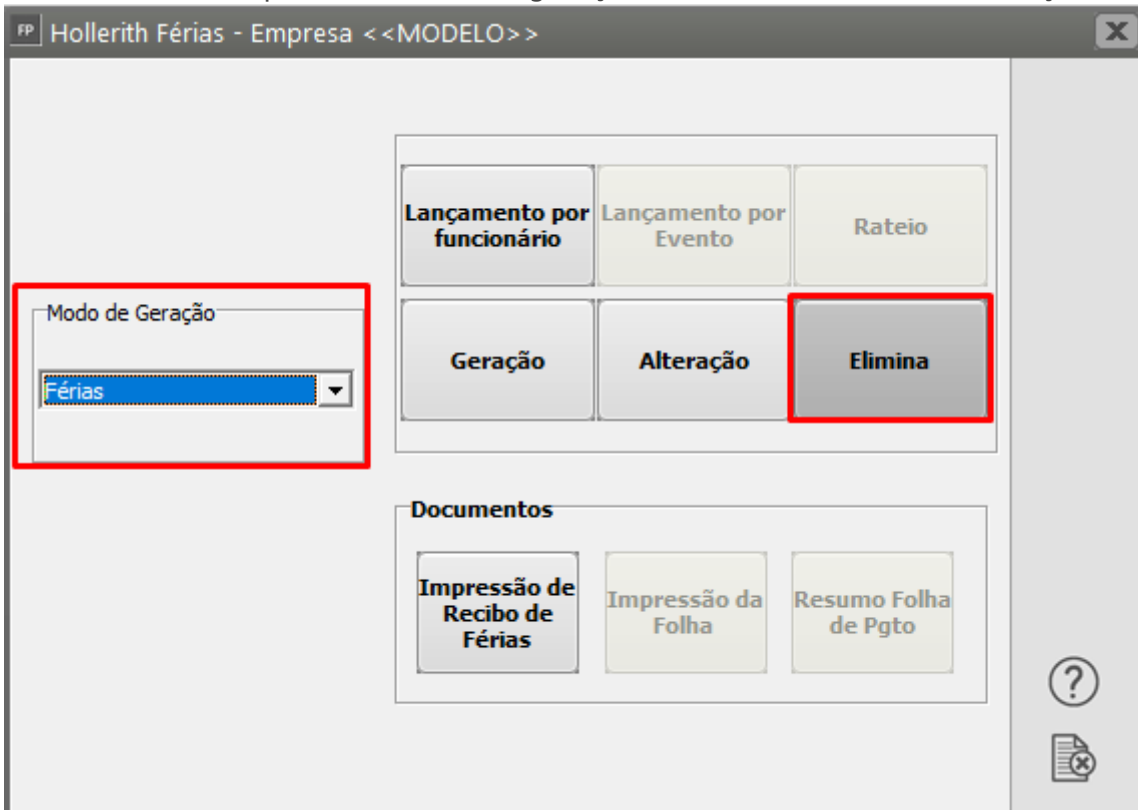 FP Hollerith Férias - Empresa <<MODELO>>
Lançamento por funcionário
Lançamento por Evento
Rateio
Modo de Geração
Férias
Geração
Alteração
Elimina
Documentos
Impressão de Recibo de Férias
Impressão da Folha
Resumo Folha de Pgto
?